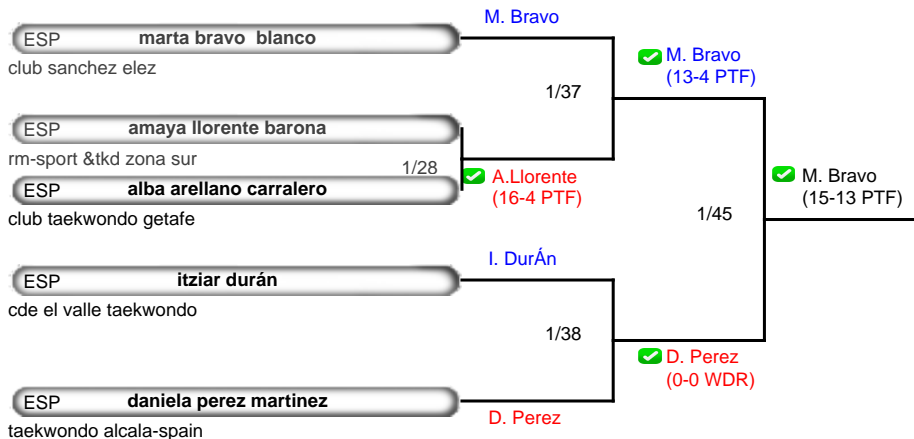 M. Bravo
ESP marta bravo blanco
club sanchez elez
M. Bravo
(13-4 PTF)
1/37
ESP amaya llorente barona
rm-sport &tkd zona sur
1/28
A.Llorente
(16-4 PTF)
ESP alba arellano carralero
club taekwondo getafe
M. Bravo
(15-13 PTF)
1/45
I. DurÁn
ESP itziar durán
cde el valle taekwondo
1/38
D. Perez
(0-0 WDR)
ESP daniela perez martinez
D. Perez
taekwondo alcala-spain